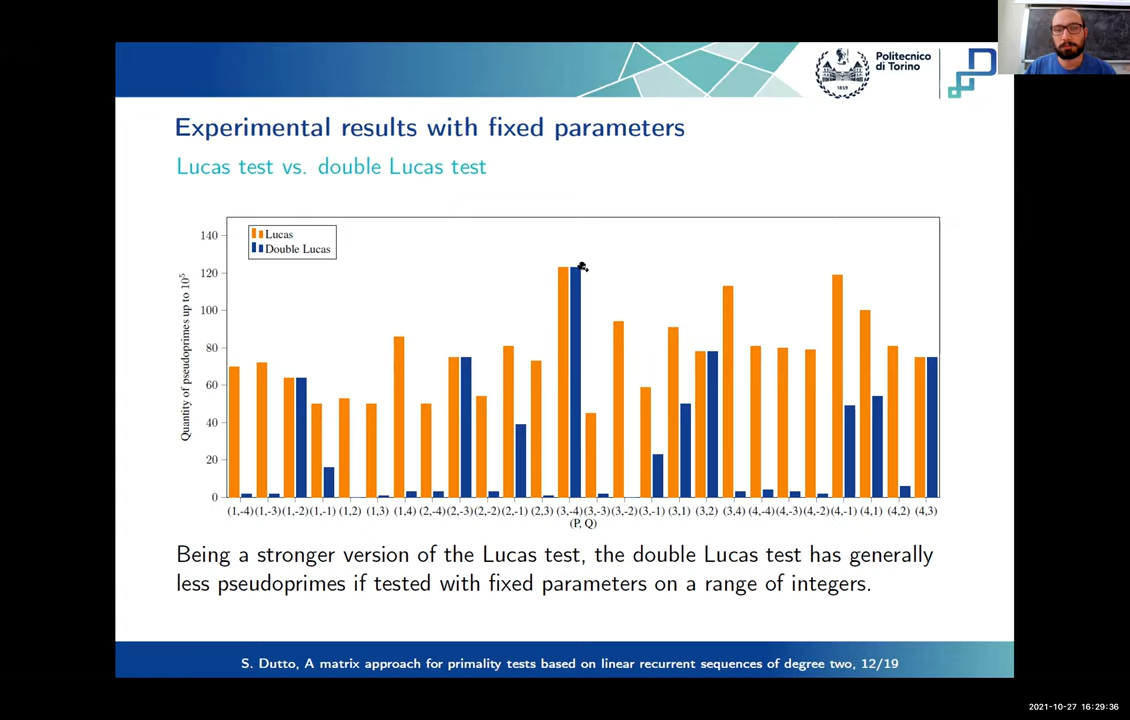 Politecnico
di Torino
1859
Experimental results with fixed parameters
Lucas test vs. double Lucas test
Lucas
Double Lucas
Quantity of pseudoprimes up to 10⁵
140
120
100
80
60
40
20
0
(1,-4) (1,-3) (1,-2) (1,-1) (1,2) (1,3) (1,4) (2,-4) (2,-3) (2,-2) (2,-1) (2,3) (3,-4) (3,-3) (3,-2) (3,-1) (3,1) (3,2) (3,4) (4,-4) (4,-3) (4,-2) (4,-1) (4,1) (4,2) (4,3)
(P, Q)
Being a stronger version of the Lucas test, the double Lucas test has generally
less pseudoprimes if tested with fixed parameters on a range of integers.
S. Dutto, A matrix approach for primality tests based on linear recurrent sequences of degree two, 12/19
2021-10-27 16:29:36